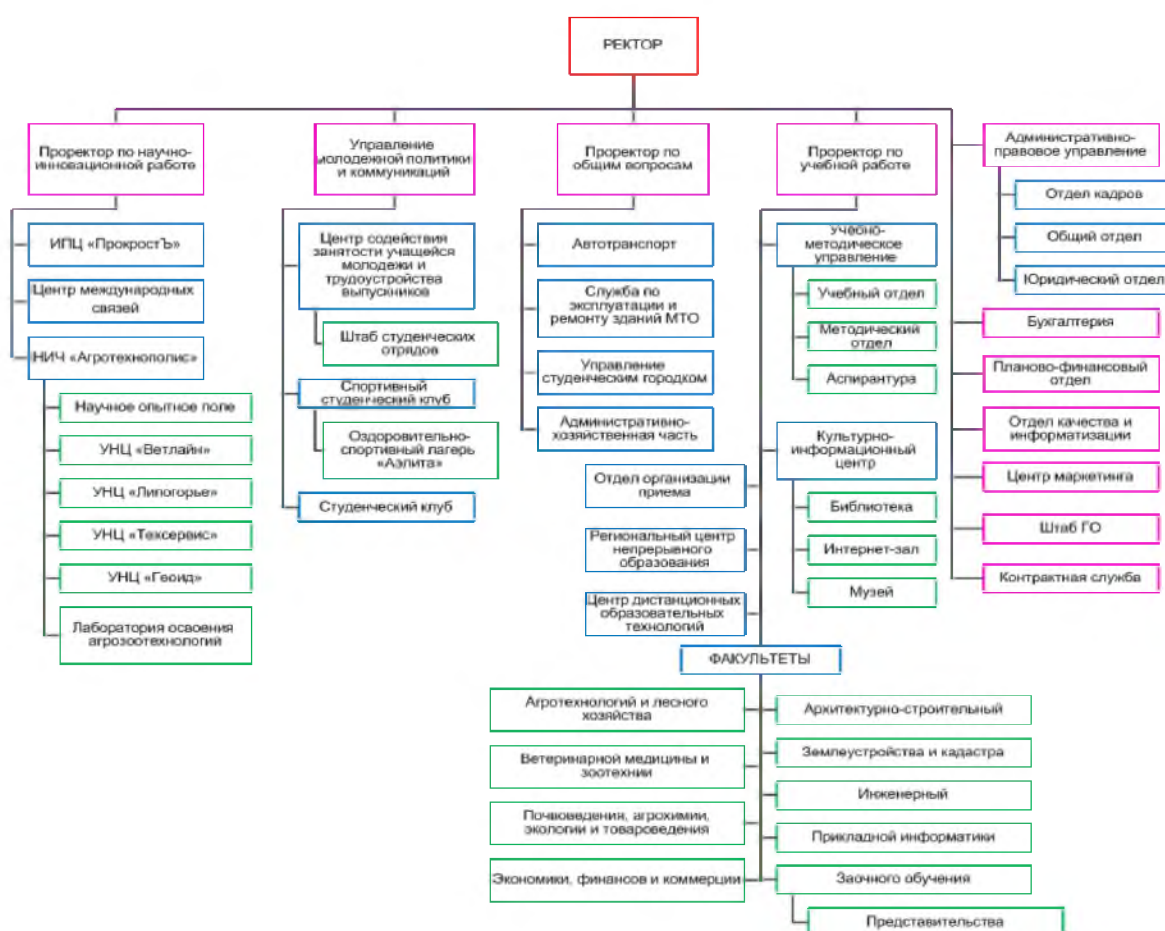 РЕКТОР
Проректор по научно-
инновационной работе
Управление
молодежной политики
и коммуникаций
Проректор по
общим вопросам
Проректор по
учебной работе
Административно-
правовое управление
ИПЦ «ПрокростЪ»
Центр международных
связей
НИЧ «Агротехнополис»
Научное опытное поле
УНЦ «Ветлайн»
УНЦ «Липогорье»
УНЦ «Техсервис»
УНЦ «Геоид»
Лаборатория освоения
агрозоотехнологий
Центр содействия
занятости учащейся
молодежи и
трудоустройства
выпускников
Штаб студенческих
отрядов
Спортивный
студенческий клуб
Оздоровительно-
спортивный лагерь
«Аэлита»
Студенческий клуб
Автотранспорт
Служба по
эксплуатации и
ремонту зданий МТО
Управление
студенческим городком
Административно-
хозяйственная часть
Учебно-
методическое
управление
Учебный отдел
Методический
отдел
Аспирантура
Культурно-
информационный
центр
Библиотека
Интернет-зал
Музей
Отдел организации
приема
Региональный центр
непрерывного
образования
Центр дистанционных
образовательных
технологий
Отдел кадров
Общий отдел
Юридический отдел
Бухгалтерия
Планово-финансовый
отдел
Отдел качества и
информатизации
Центр маркетинга
Штаб ГО
Контрактная служба
ФАКУЛЬТЕТЫ
Агротехнологий и лесного
хозяйства
Ветеринарной медицины и
зоотехнии
Почвоведения, агрохимии,
экологии и товароведения
Экономики, финансов и коммерции
Архитектурно-строительный
Землеустройства и кадастра
Инженерный
Прикладной информатики
Заочного обучения
Представительства